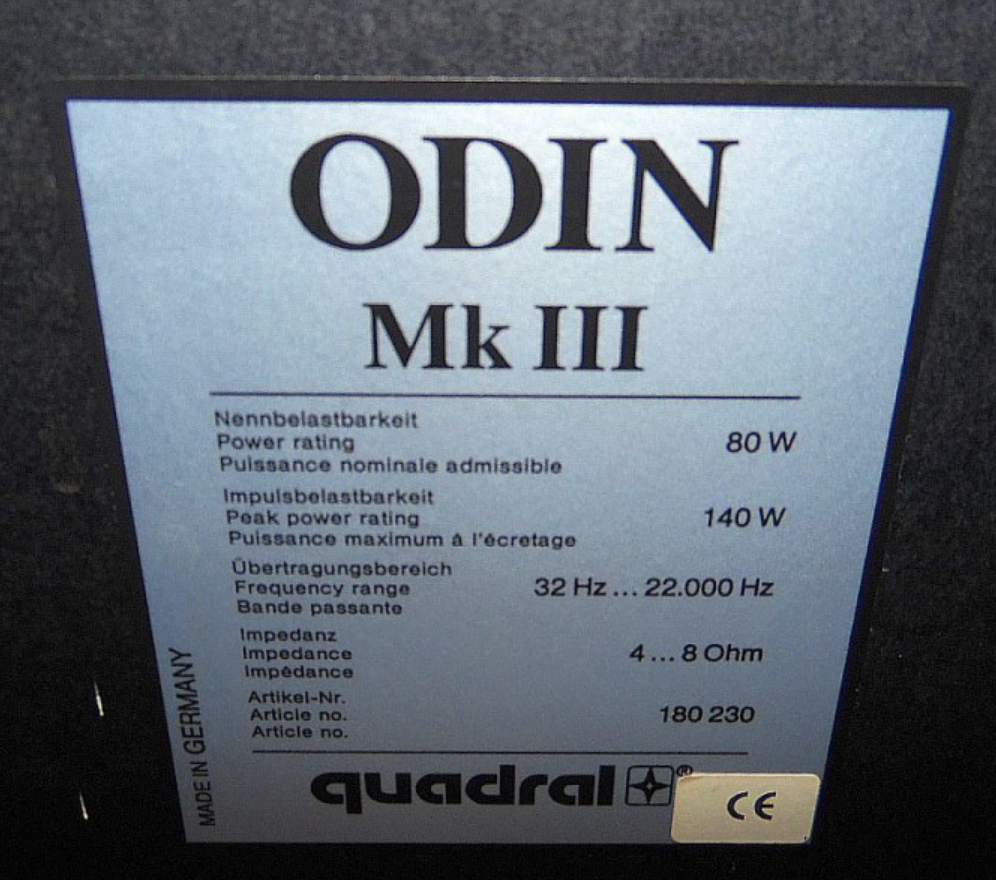 ODIN
Mk III
Nennbelastbarkeit
Power rating 80 W
Puissance nominale admissible
Impulsbelastbarkeit
Peak power rating 140 W
Puissance maximum à l'écretage
Übertragungsbereich
Frequency range 32 Hz ... 22.000 Hz
Bande passante
Impedanz
Impedance 4 ... 8 Ohm
Impédance
Artikel-Nr.
Article no. 180 230
Article no.
MADE IN GERMANY
quadral ®
CE